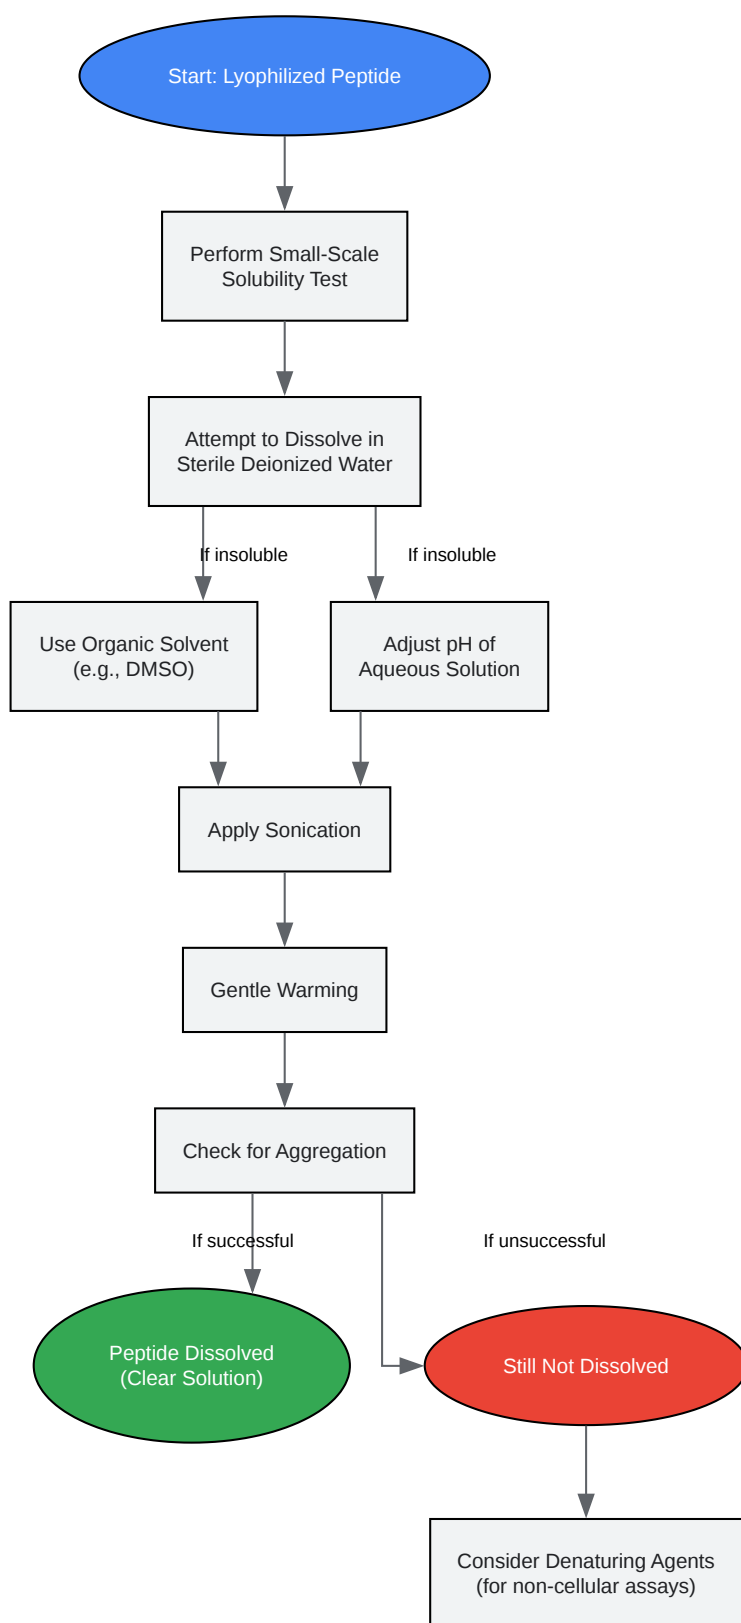 Start: Lyophilized Peptide
Perform Small-Scale
Solubility Test
Attempt to Dissolve in
Sterile Deionized Water
If insoluble
If insoluble
Use Organic Solvent
(e.g., DMSO)
Adjust pH of
Aqueous Solution
Apply Sonication
Gentle Warming
Check for Aggregation
If successful
If unsuccessful
Peptide Dissolved
(Clear Solution)
Still Not Dissolved
Consider Denaturing Agents
(for non-cellular assays)